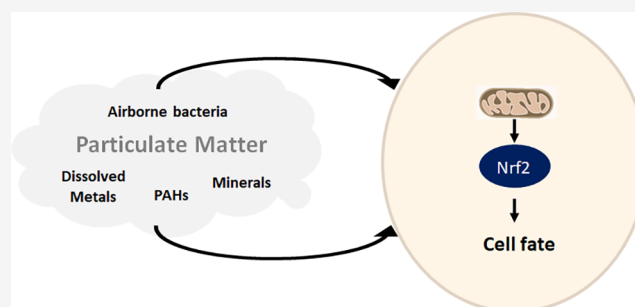 Airborne bacteria
Particulate Matter
Dissolved
Metals
PAHs
Minerals
Nrf2
Cell fate